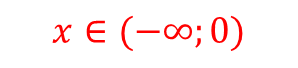 x ∈ (−∞; 0)